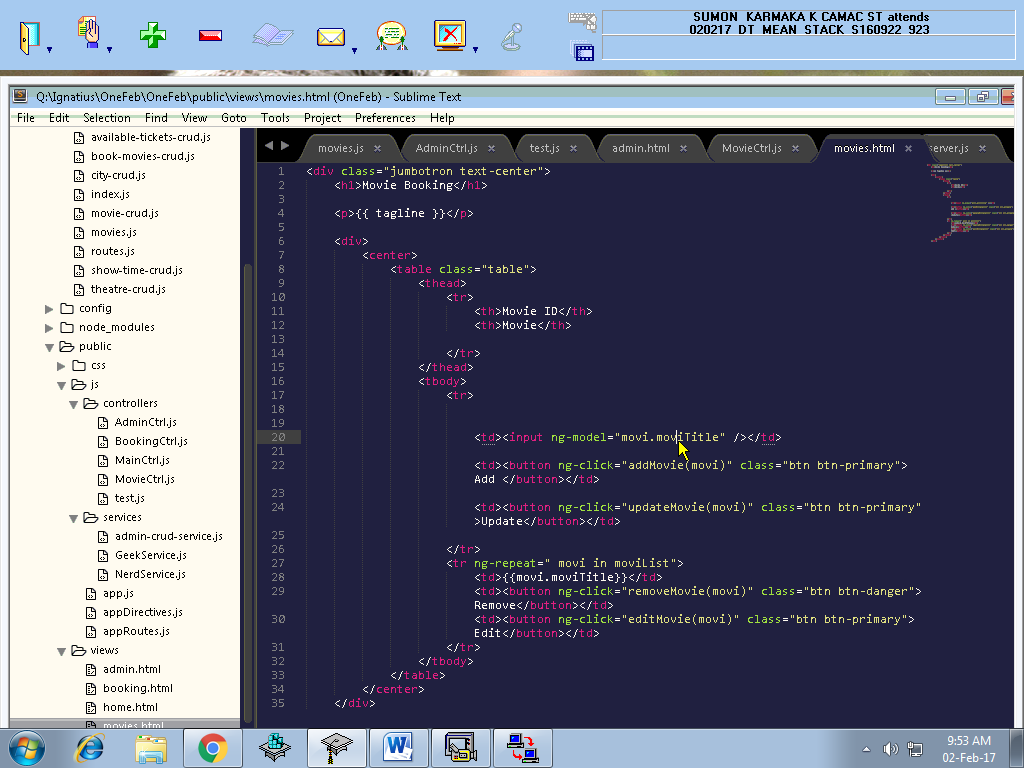 SUMON KARMAKA K CAMAC ST attends
020217 DT MEAN STACK S160922 923
Q:\Ignatius\OneFeb\OneFeb\public\views\movies.html (OneFeb) - Sublime Text
File Edit Selection Find View Goto Tools Project Preferences Help
available-tickets-crud.js
book-movies-crud.js
city-crud.js
index.js
movie-crud.js
movies.js
routes.js
show-time-crud.js
theatre-crud.js
config
node_modules
public
css
js
controllers
AdminCtrl.js
BookingCtrl.js
MainCtrl.js
MovieCtrl.js
test.js
services
admin-crud-service.js
GeekService.js
NerdService.js
app.js
appDirectives.js
appRoutes.js
views
admin.html
booking.html
home.html
movies.html
movies.js × AdminCtrl.js × test.js × admin.html × MovieCtrl.js × movies.html × server.js ×
1 <div class="jumbotron text-center">
2 <h1>Movie Booking</h1>
3
4 <p>{{ tagline }}</p>
5
6 <div>
7 <center>
8 <table class="table">
9 <thead>
10 <tr>
11 <th>Movie ID</th>
12 <th>Movie</th>
13
14 </tr>
15 </thead>
16 <tbody>
17 <tr>
18
19
20 <td><input ng-model="movi.moviTitle" /></td>
21
22 <td><button ng-click="addMovie(movi)" class="btn btn-primary">
Add </button></td>
23
24 <td><button ng-click="updateMovie(movi)" class="btn btn-primary"
>Update</button></td>
25
26 </tr>
27 <tr ng-repeat=" movi in moviList">
28 <td>{{movi.moviTitle}}</td>
29 <td><button ng-click="removeMovie(movi)" class="btn btn-danger">
Remove</button></td>
30 <td><button ng-click="editMovie(movi)" class="btn btn-primary">
Edit</button></td>
31 </tr>
32 </tbody>
33 </table>
34 </center>
35 </div>
9:53 AM
02-Feb-17